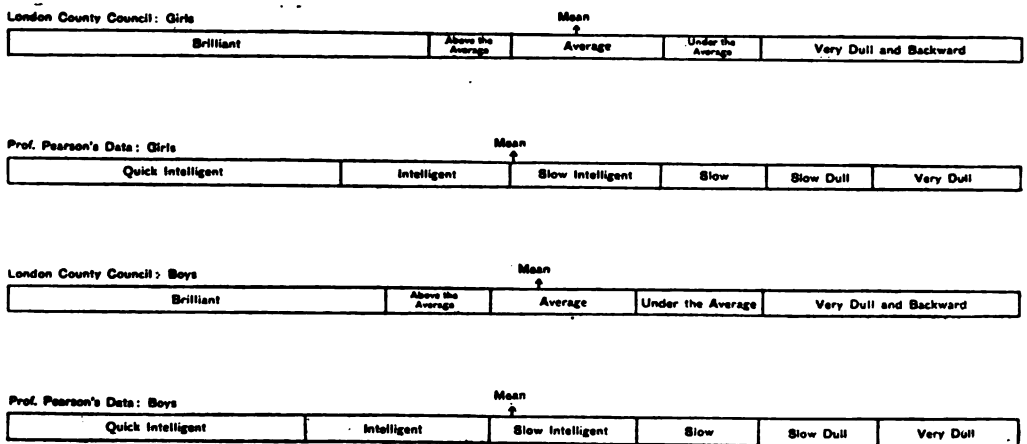 London County Council: Girls
Mean
Brilliant
Above the
Average
Average
Under the
Average
Very Dull and Backward
Prof. Pearson's Data: Girls
Mean
Quick Intelligent
Intelligent
Slow Intelligent
Slow
Slow Dull
Very Dull
London County Council: Boys
Mean
Brilliant
Above the
Average
Average
Under the Average
Very Dull and Backward
Prof. Pearson's Data: Boys
Mean
Quick Intelligent
Intelligent
Slow Intelligent
Slow
Slow Dull
Very Dull